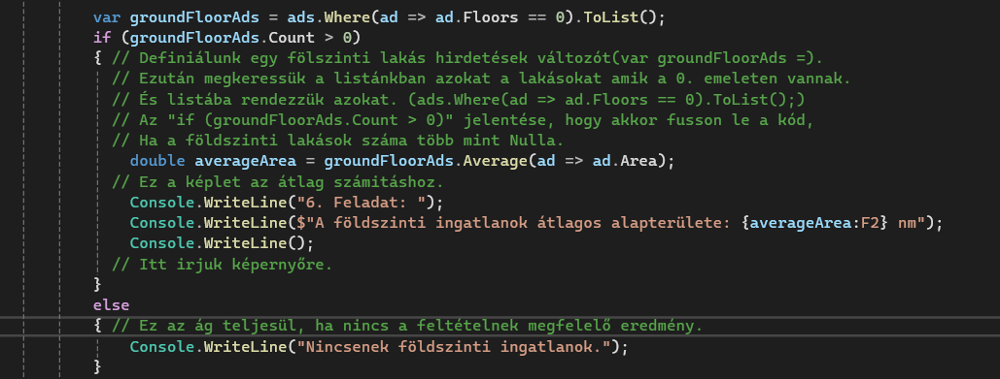 var groundFloorAds = ads.Where(ad => ad.Floors == 0).ToList();
if (groundFloorAds.Count > 0)
{ // Definiálunk egy fölszinti lakás hirdetések változót(var groundFloorAds =).
// Ezután megkeressük a listánkban azokat a lakásokat amik a 0. emeleten vannak.
// És listába rendezzük azokat. (ads.Where(ad => ad.Floors == 0).ToList();)
// Az "if (groundFloorAds.Count > 0)" jelentése, hogy akkor fusson le a kód,
// Ha a földszinti lakások száma több mint Nulla.
double averageArea = groundFloorAds.Average(ad => ad.Area);
// Ez a képlet az átlag számitáshoz.
Console.WriteLine("6. Feladat: ");
Console.WriteLine($"A földszinti ingatlanok átlagos alapterülete: {averageArea:F2} nm");
Console.WriteLine();
// Itt irjuk képernyőre.
}
else
{ // Ez az ág teljesül, ha nincs a feltételnek megfelelő eredmény.
Console.WriteLine("Nincsenek földszinti ingatlanok.");
}